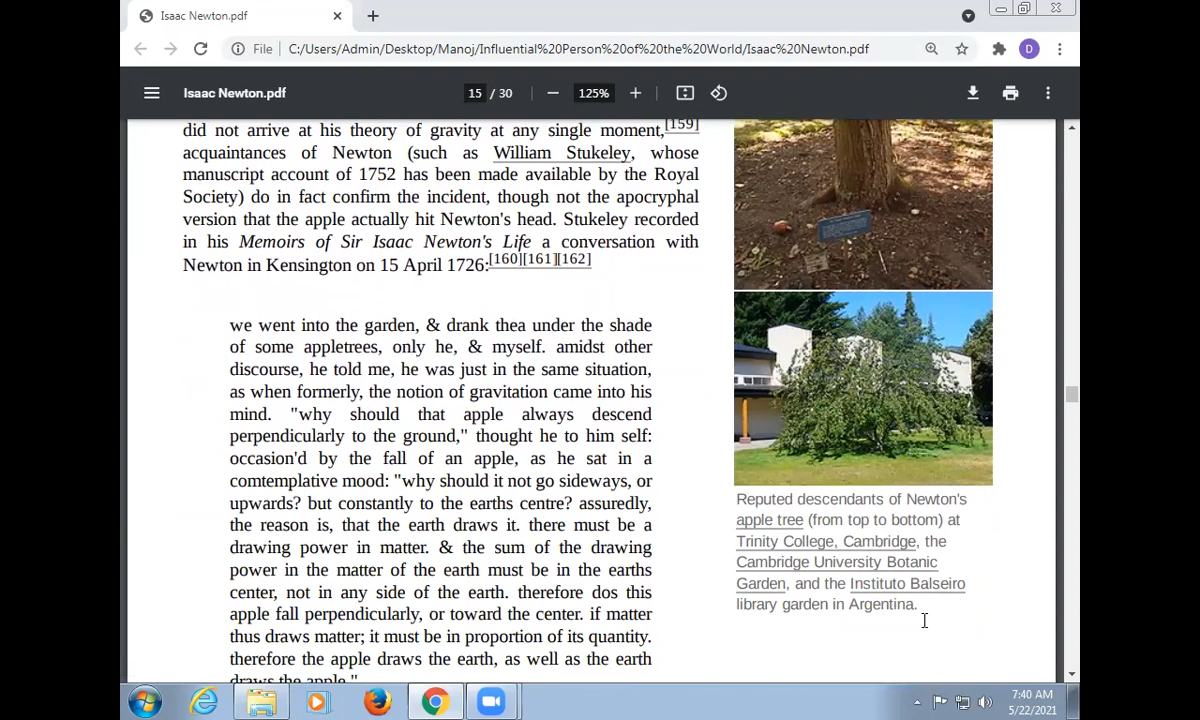 Isaac Newton.pdf
File
C:/Users/Admin/Desktop/Manoj/Influential%20Person%20of%20the%20World/Isaac%20Newton.pdf
D
Isaac Newton.pdf
15 / 30
125%
did not arrive at his theory of gravity at any single moment,[159]
acquaintances of Newton (such as William Stukeley, whose
manuscript account of 1752 has been made available by the Royal
Society) do in fact confirm the incident, though not the apocryphal
version that the apple actually hit Newton's head. Stukeley recorded
in his Memoirs of Sir Isaac Newton's Life a conversation with
Newton in Kensington on 15 April 1726:[160][161][162]
we went into the garden, & drank thea under the shade
of some appletrees, only he, & myself. amidst other
discourse, he told me, he was just in the same situation,
as when formerly, the notion of gravitation came into his
mind. "why should that apple always descend
perpendicularly to the ground," thought he to him self:
occasion'd by the fall of an apple, as he sat in a
comtemplative mood: "why should it not go sideways, or
upwards? but constantly to the earths centre? assuredly,
the reason is, that the earth draws it. there must be a
drawing power in matter. & the sum of the drawing
power in the matter of the earth must be in the earths
center, not in any side of the earth. therefore dos this
apple fall perpendicularly, or toward the center. if matter
thus draws matter; it must be in proportion of its quantity.
therefore the apple draws the earth, as well as the earth
draws the apple."
Reputed descendants of Newton's
apple tree (from top to bottom) at
Trinity College, Cambridge, the
Cambridge University Botanic
Garden, and the Instituto Balseiro
library garden in Argentina.
7:40 AM
5/22/2021